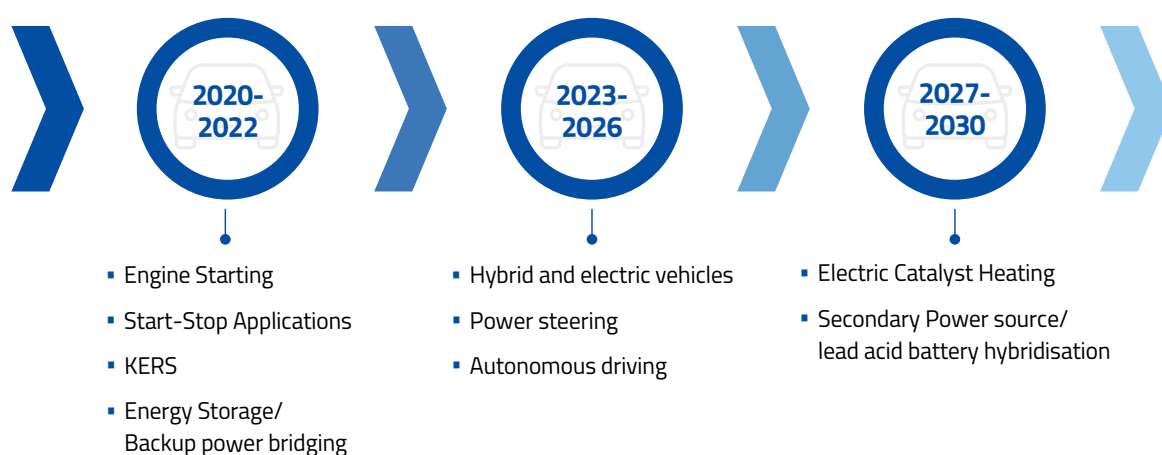 2020-
2022
2023-
2026
2027-
2030
Engine Starting
Start-Stop Applications
KERS
Energy Storage/
Backup power bridging
Hybrid and electric vehicles
Power steering
Autonomous driving
Electric Catalyst Heating
Secondary Power source/
lead acid battery hybridisation